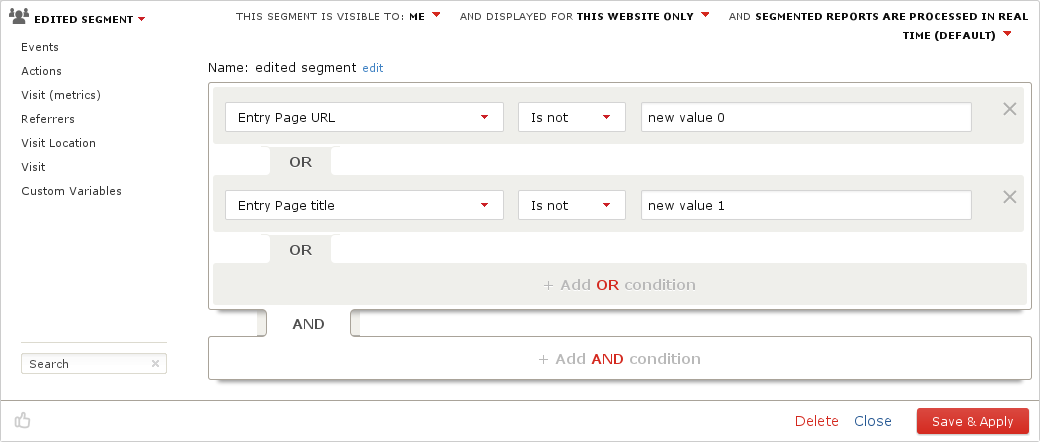 EDITED SEGMENT
THIS SEGMENT IS VISIBLE TO: ME AND DISPLAYED FOR THIS WEBSITE ONLY AND SEGMENTED REPORTS ARE PROCESSED IN REAL
TIME (DEFAULT)
Events
Actions
Visit (metrics)
Referrers
Visit Location
Visit
Custom Variables
Search
Name: edited segment edit
Entry Page URL Is not new value 0
OR
Entry Page title Is not new value 1
OR
+ Add OR condition
AND
+ Add AND condition
Delete Close Save & Apply